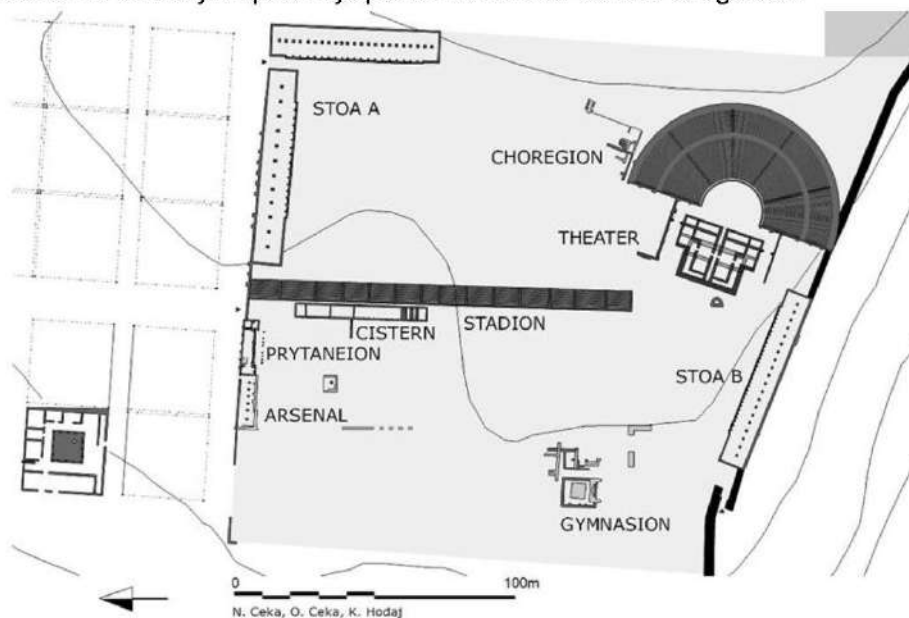 STOA A
CHOREGION
THEATER
CISTERN
STADION
PRYTANEION
STOA B
ARSENAL
GYMNASION
0 100m
N. Ceka, O. Ceka, K. Hodaj